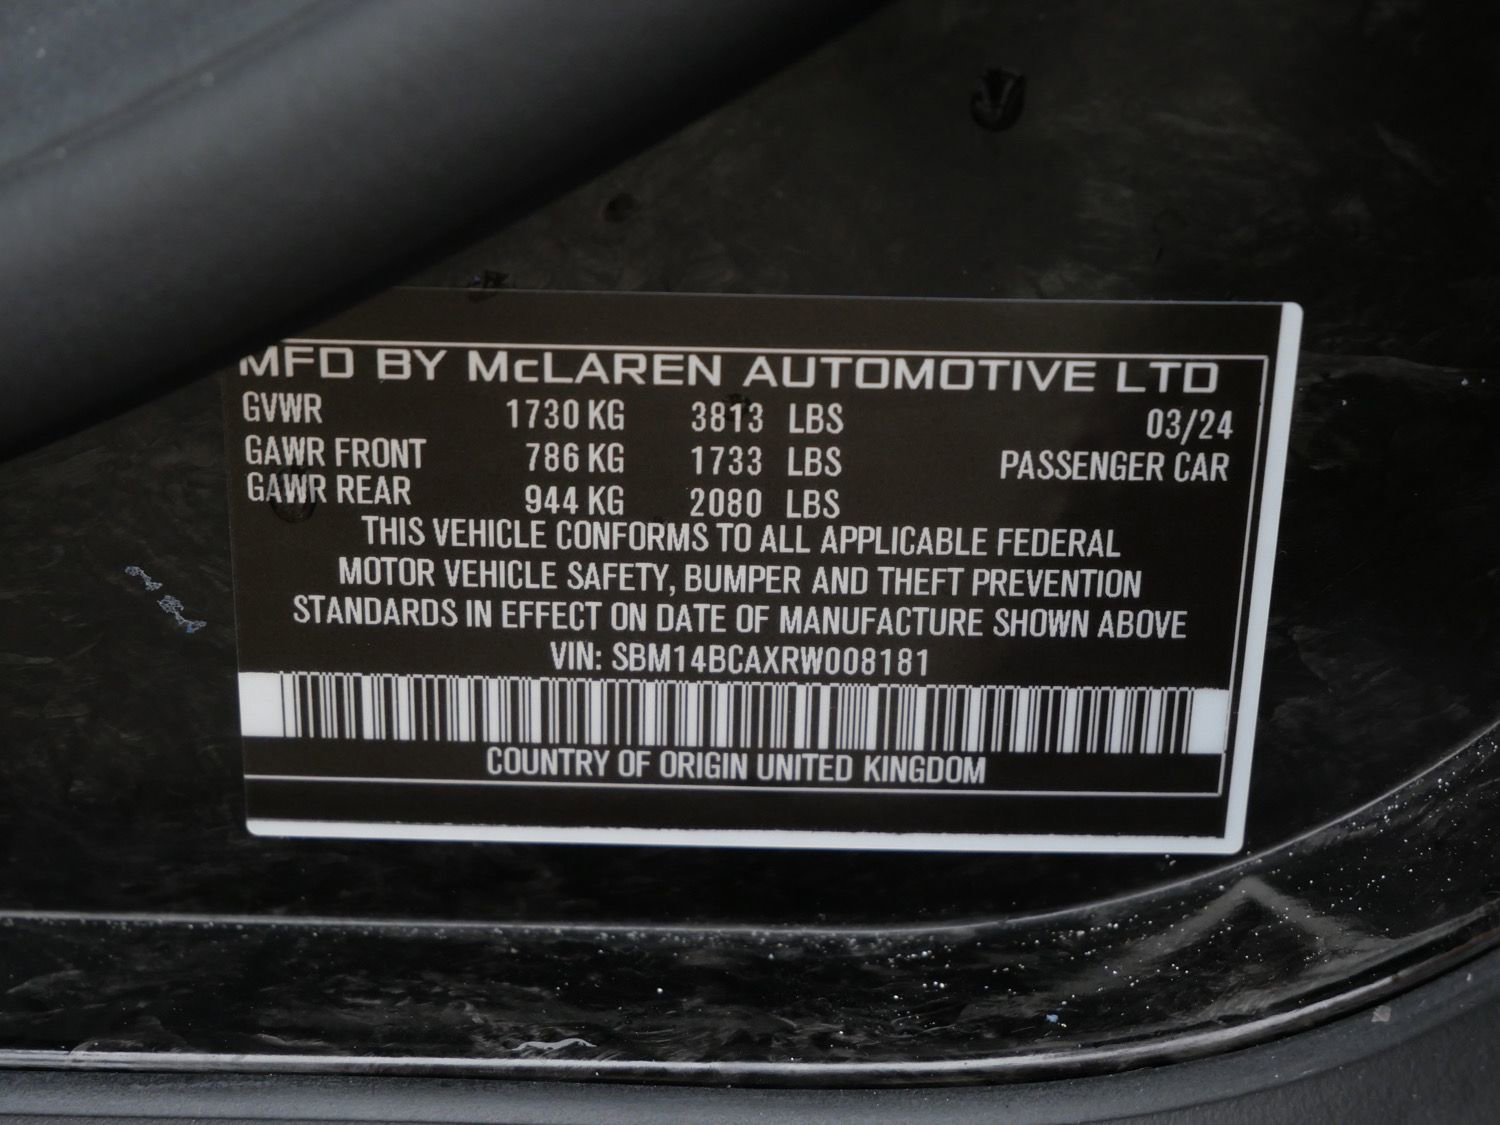 MFD BY McLAREN AUTOMOTIVE LTD
GVWR 1730 KG 3813 LBS 03/24
GAWR FRONT 786 KG 1733 LBS PASSENGER CAR
GAWR REAR 944 KG 2080 LBS
THIS VEHICLE CONFORMS TO ALL APPLICABLE FEDERAL
MOTOR VEHICLE SAFETY, BUMPER AND THEFT PREVENTION
STANDARDS IN EFFECT ON DATE OF MANUFACTURE SHOWN ABOVE
VIN: SBM14BCAXRW008181
COUNTRY OF ORIGIN UNITED KINGDOM